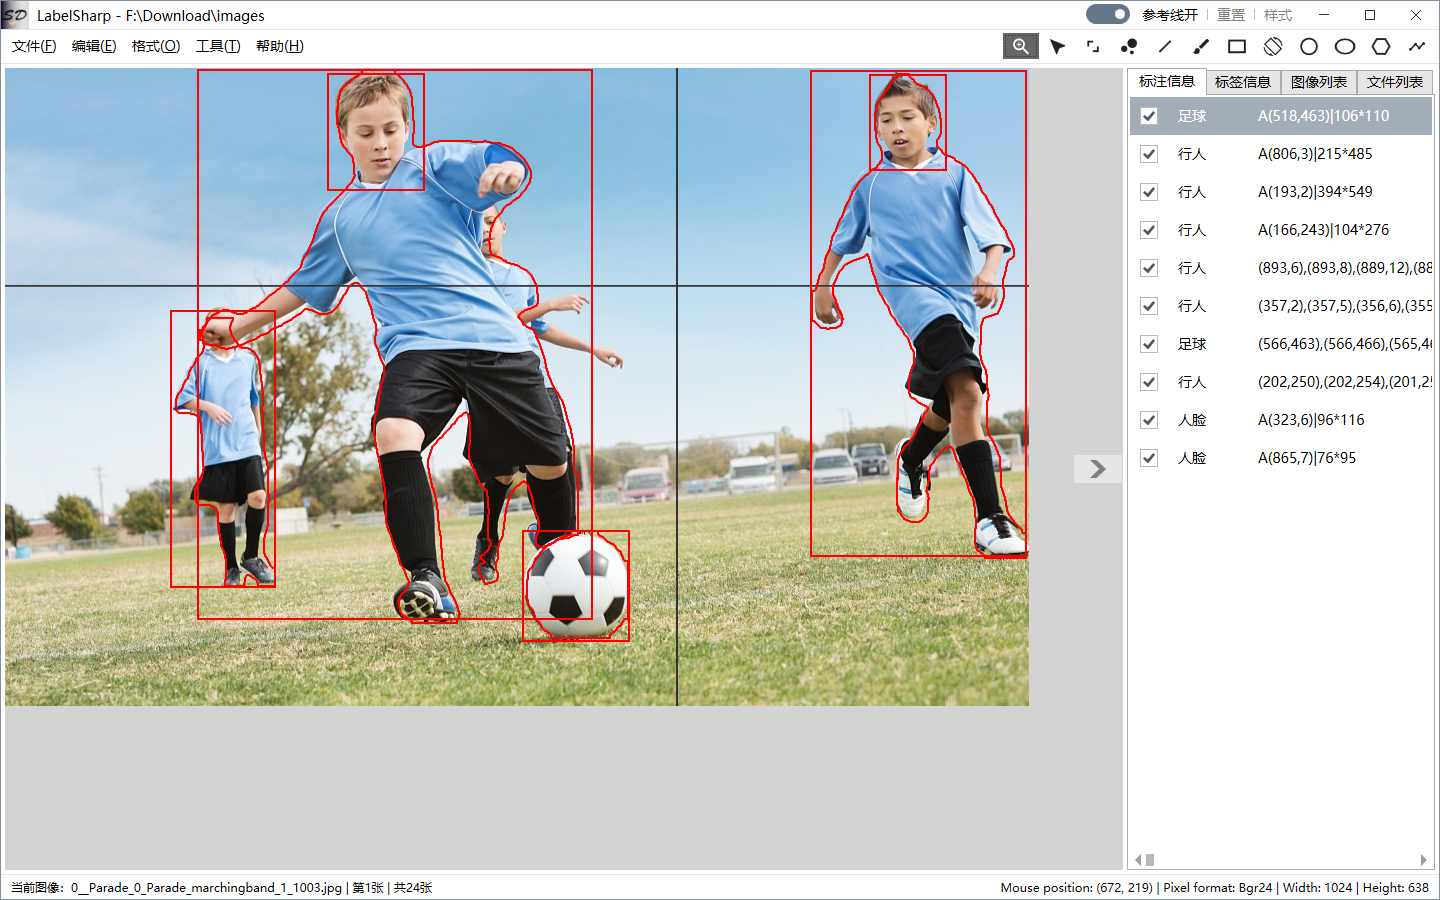 SD LabelSharp - F:\Download\images 参考线开 重置 样式
文件(F) 编辑(E) 格式(O) 工具(T) 帮助(H)
标注信息 标签信息 图像列表 文件列表
足球 A(518,463)|106*110
行人 A(806,3)|215*485
行人 A(193,2)|394*549
行人 A(166,243)|104*276
行人 (893,6),(893,8),(889,12),(88
行人 (357,2),(357,5),(356,6),(355
足球 (566,463),(566,466),(565,46
行人 (202,250),(202,254),(201,25
人脸 A(323,6)|96*116
人脸 A(865,7)|76*95
当前图像: 0__Parade_0_Parade_marchingband_1_1003.jpg | 第1张 | 共24张 Mouse position: (672, 219) | Pixel format: Bgr24 | Width: 1024 | Height: 638